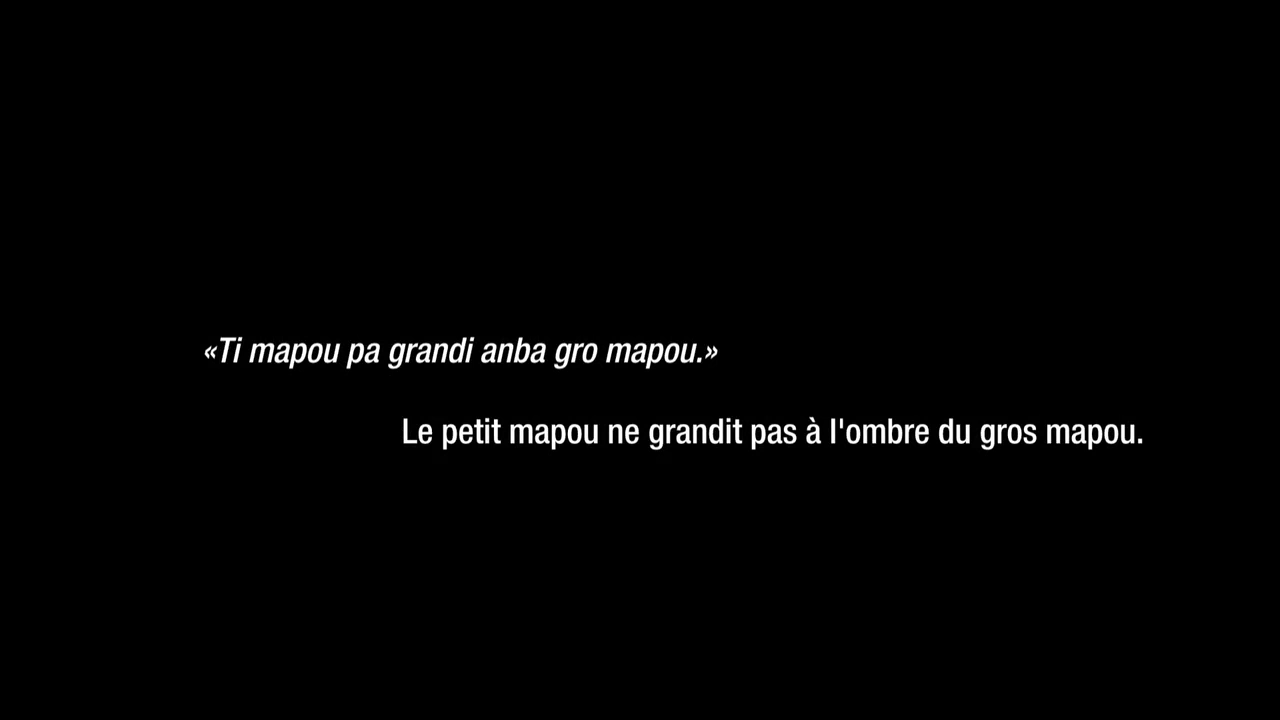 «Ti mapou pa grandi anba gro mapou.»
Le petit mapou ne grandit pas à l'ombre du gros mapou.